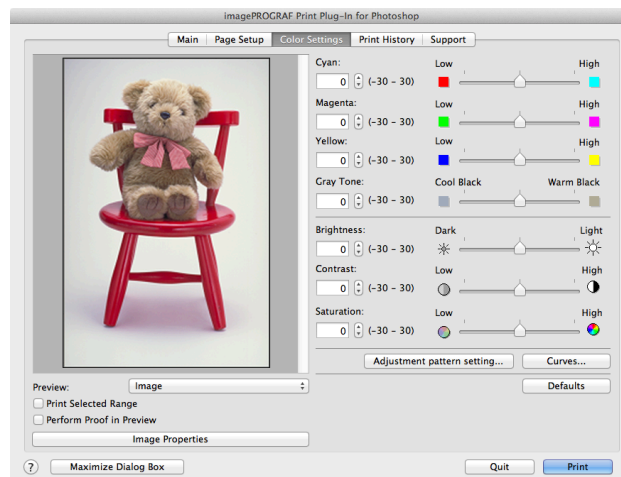 imagePROGRAF Print Plug-In for Photoshop
Main Page Setup Color Settings Print History Support
Cyan: Low High
0 (-30 – 30)
Magenta: Low High
0 (-30 – 30)
Yellow: Low High
0 (-30 – 30)
Gray Tone: Cool Black Warm Black
0 (-30 – 30)
Brightness: Dark Light
0 (-30 – 30)
Contrast: Low High
0 (-30 – 30)
Saturation: Low High
0 (-30 – 30)
Adjustment pattern setting... Curves...
Preview: Image Defaults
Print Selected Range
Perform Proof in Preview
Image Properties
? Maximize Dialog Box Quit Print